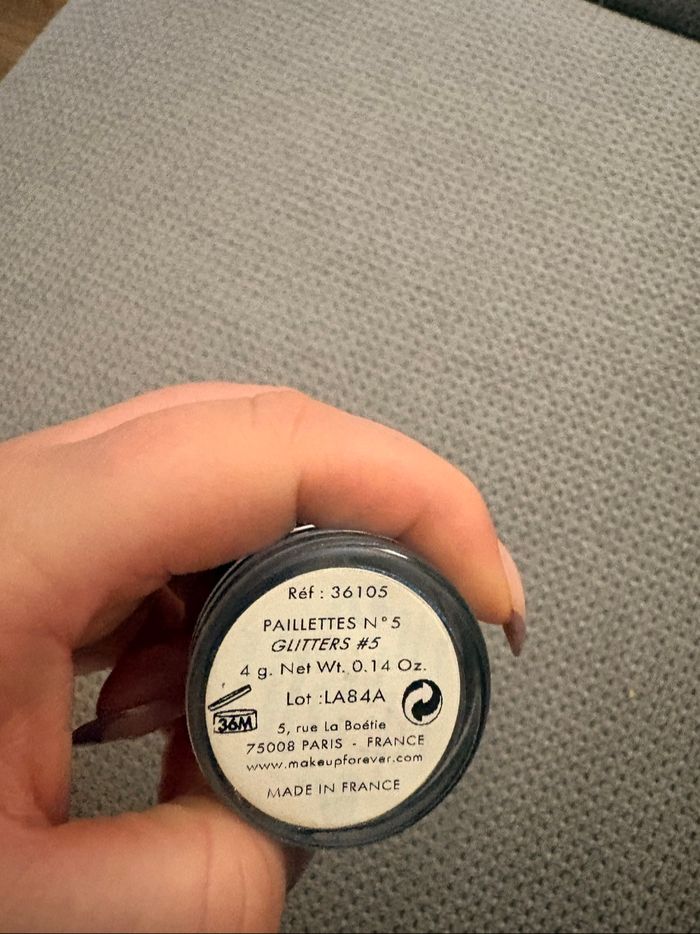 Réf : 36105
PAILLETTES N° 5
GLITTERS #5
4 g. Net Wt. 0.14 Oz.
Lot :LA84A
36M
5, rue La Boétie
75008 PARIS - FRANCE
www.makeupforever.com
MADE IN FRANCE